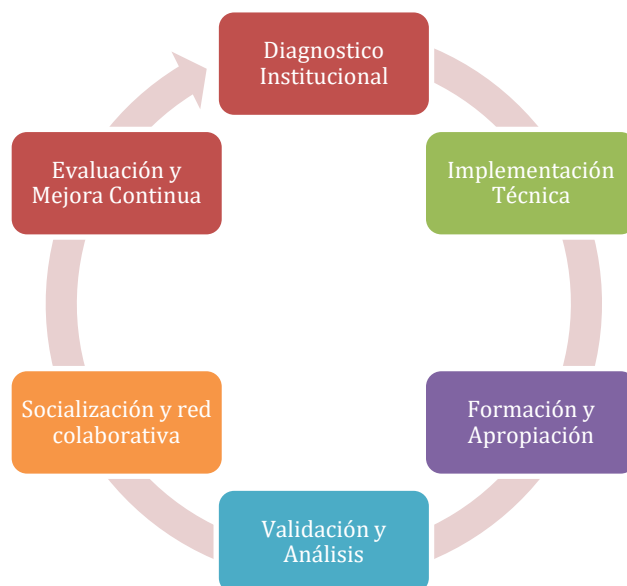 Diagnostico
Institucional
Implementación
Técnica
Formación y
Apropiación
Validación y
Análisis
Socialización y red
colaborativa
Evaluación y
Mejora Continua